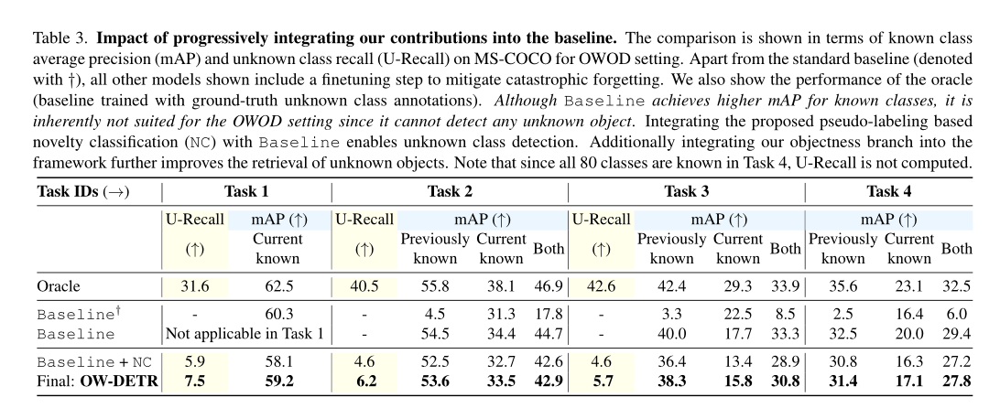 Table 3. Impact of progressively integrating our contributions into the baseline. The comparison is shown in terms of known class
average precision (mAP) and unknown class recall (U-Recall) on MS-COCO for OWOD setting. Apart from the standard baseline (denoted
with †), all other models shown include a finetuning step to mitigate catastrophic forgetting. We also show the performance of the oracle
(baseline trained with ground-truth unknown class annotations). Although Baseline achieves higher mAP for known classes, it is
inherently not suited for the OWOD setting since it cannot detect any unknown object. Integrating the proposed pseudo-labeling based
novelty classification (NC) with Baseline enables unknown class detection. Additionally integrating our objectness branch into the
framework further improves the retrieval of unknown objects. Note that since all 80 classes are known in Task 4, U-Recall is not computed.
Task IDs (→) Task 1 Task 2 Task 3 Task 4
U-Recall mAP (↑) U-Recall mAP (↑) U-Recall mAP (↑) mAP (↑)
(↑) Current known (↑) Previously known Current known Both (↑) Previously known Current known Both Previously known Current known Both
Oracle 31.6 62.5 40.5 55.8 38.1 46.9 42.6 42.4 29.3 33.9 35.6 23.1 32.5
Baseline† - 60.3 - 4.5 31.3 17.8 - 3.3 22.5 8.5 2.5 16.4 6.0
Baseline Not applicable in Task 1 - 54.5 34.4 44.7 - 40.0 17.7 33.3 32.5 20.0 29.4
Baseline + NC 5.9 58.1 4.6 52.5 32.7 42.6 4.6 36.4 13.4 28.9 30.8 16.3 27.2
Final: OW-DETR 7.5 59.2 6.2 53.6 33.5 42.9 5.7 38.3 15.8 30.8 31.4 17.1 27.8